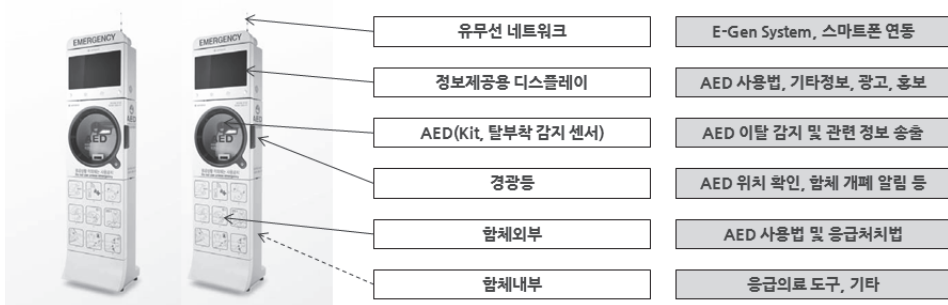 EMERGENCY
EMERGENCY
AED
AED
AED
유무선 네트워크
E-Gen System, 스마트폰 연동
정보제공용 디스플레이
AED 사용법, 기타정보, 광고, 홍보
AED(Kit, 탈부착 감지 센서)
AED 이탈 감지 및 관련 정보 송출
경광등
AED 위치 확인, 함체 개폐 알림 등
함체외부
AED 사용법 및 응급처치법
함체내부
응급의료 도구, 기타